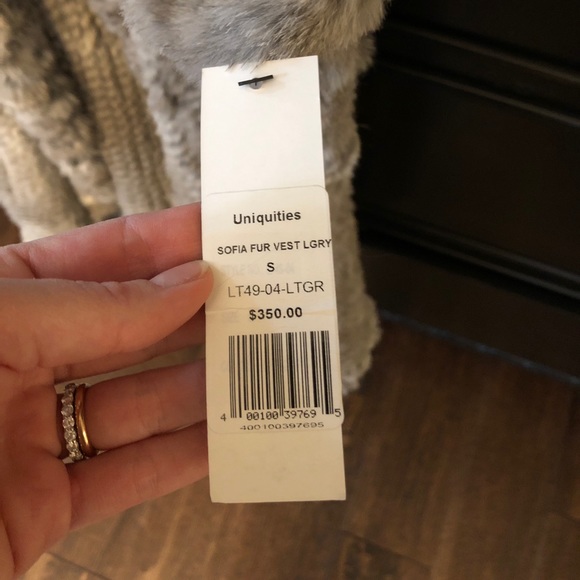 Uniquities
SOFIA FUR VEST LGRY
S
LT49-04-LTGR
$350.00
4 00100 39769 5
400100397695